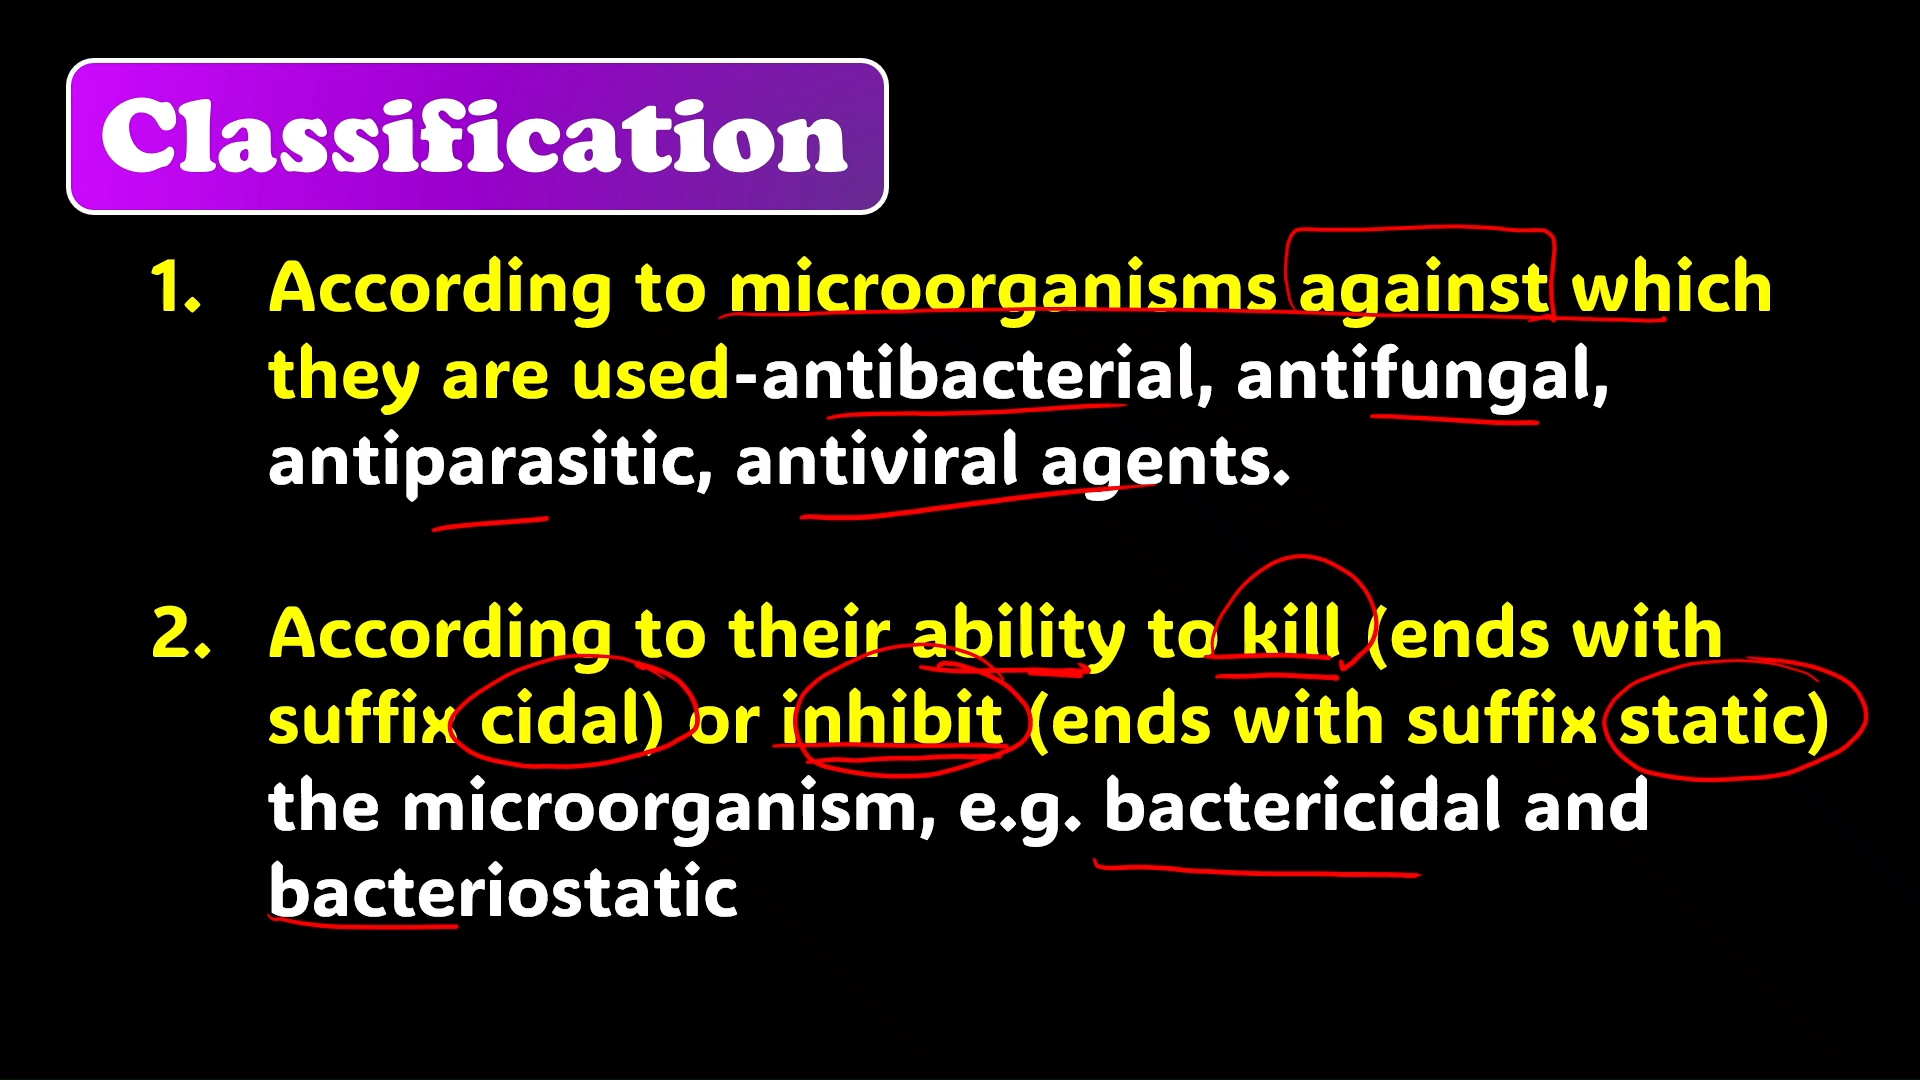 Classification
1. According to microorganisms against which
they are used-antibacterial, antifungal,
antiparasitic, antiviral agents.
2. According to their ability to kill (ends with
suffix cidal) or inhibit (ends with suffix static)
the microorganism, e.g. bactericidal and
bacteriostatic